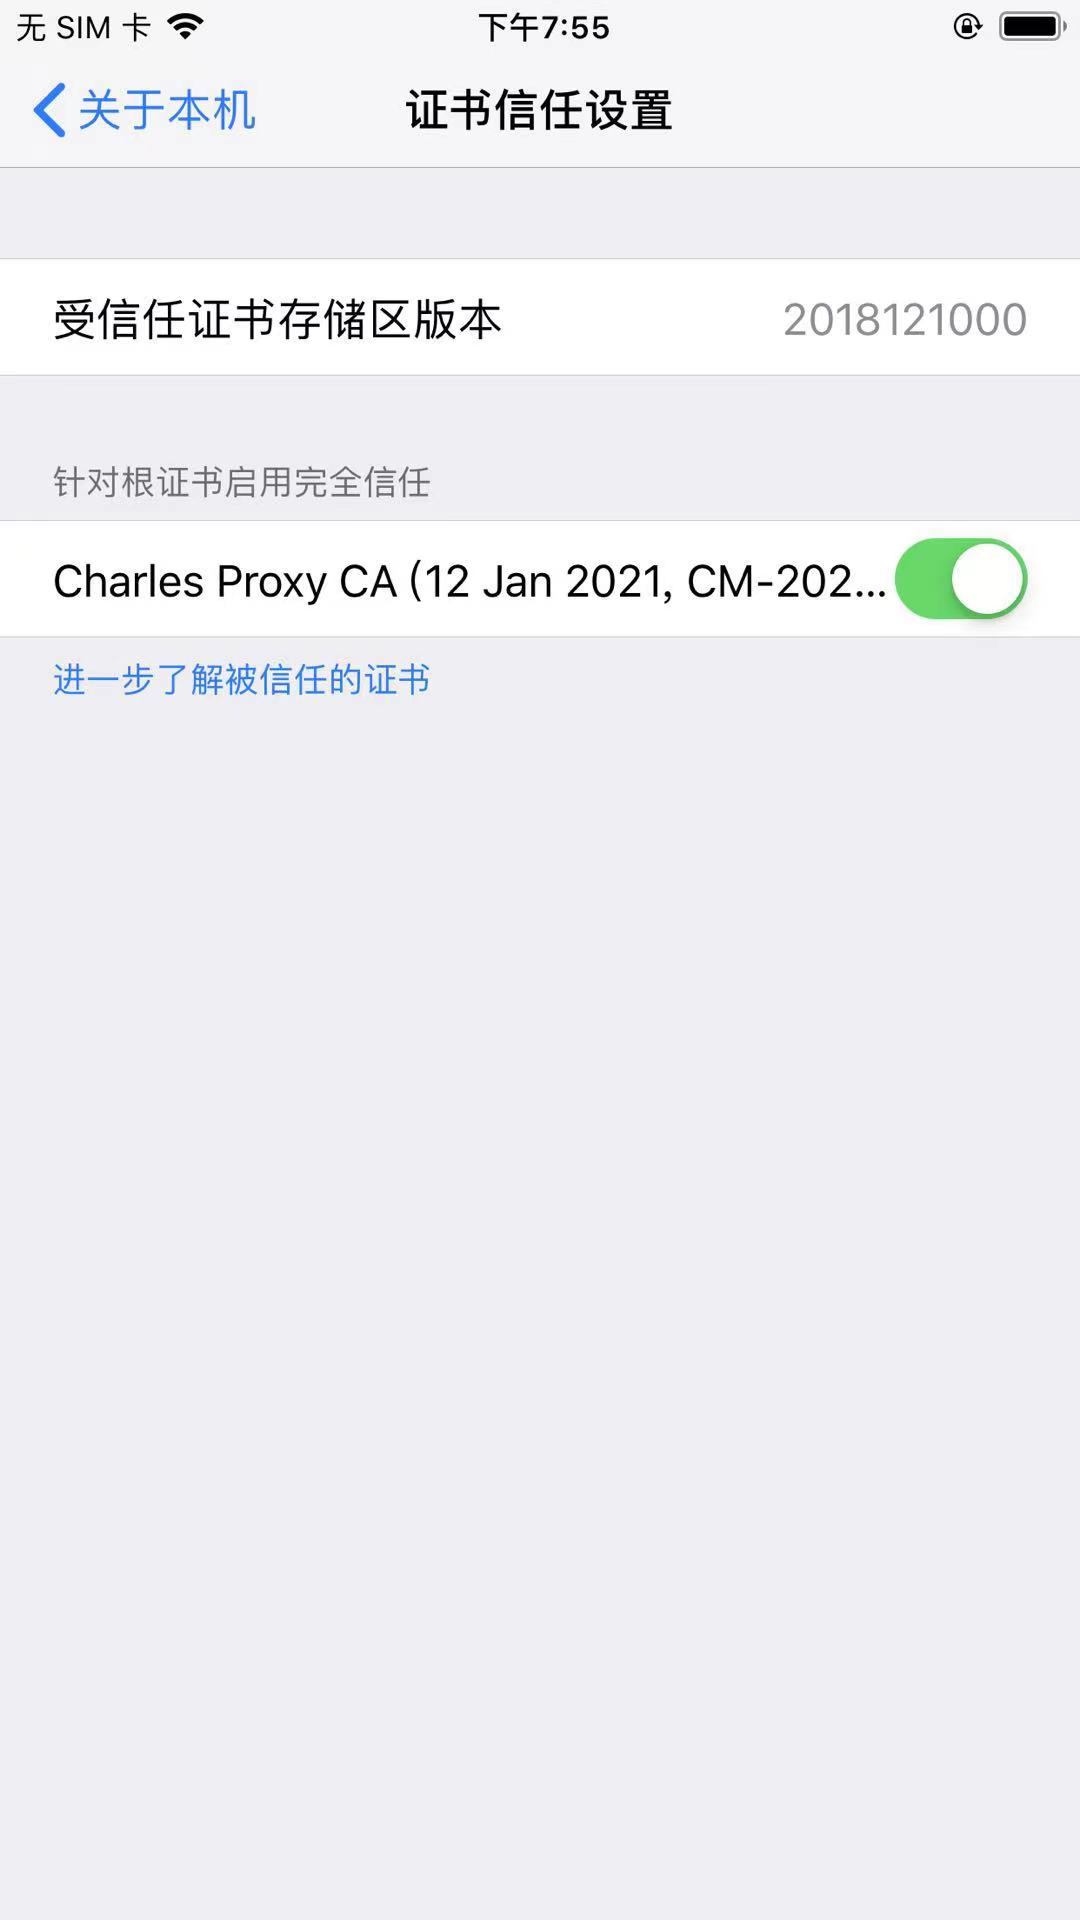 无 SIM 卡 下午7:55
关于本机 证书信任设置
受信任证书存储区版本 2018121000
针对根证书启用完全信任
Charles Proxy CA (12 Jan 2021, CM-202...
进一步了解被信任的证书